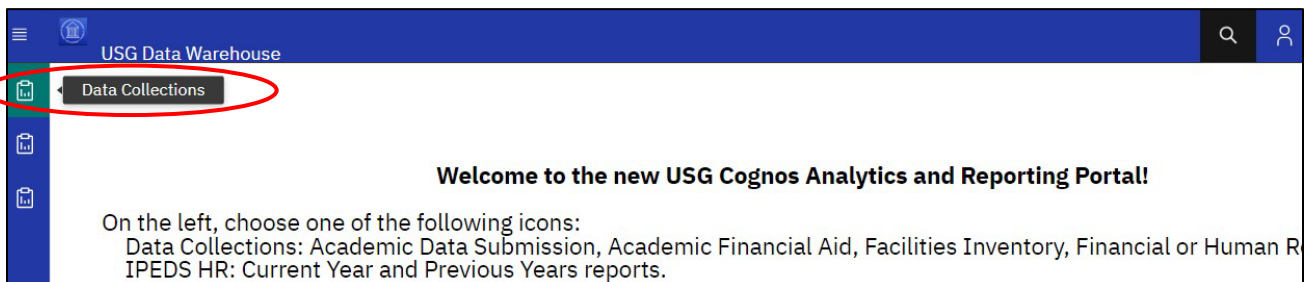 USG Data Warehouse
Data Collections
Welcome to the new USG Cognos Analytics and Reporting Portal!
On the left, choose one of the following icons:
Data Collections: Academic Data Submission, Academic Financial Aid, Facilities Inventory, Financial or Human R
IPEDS HR: Current Year and Previous Years reports.